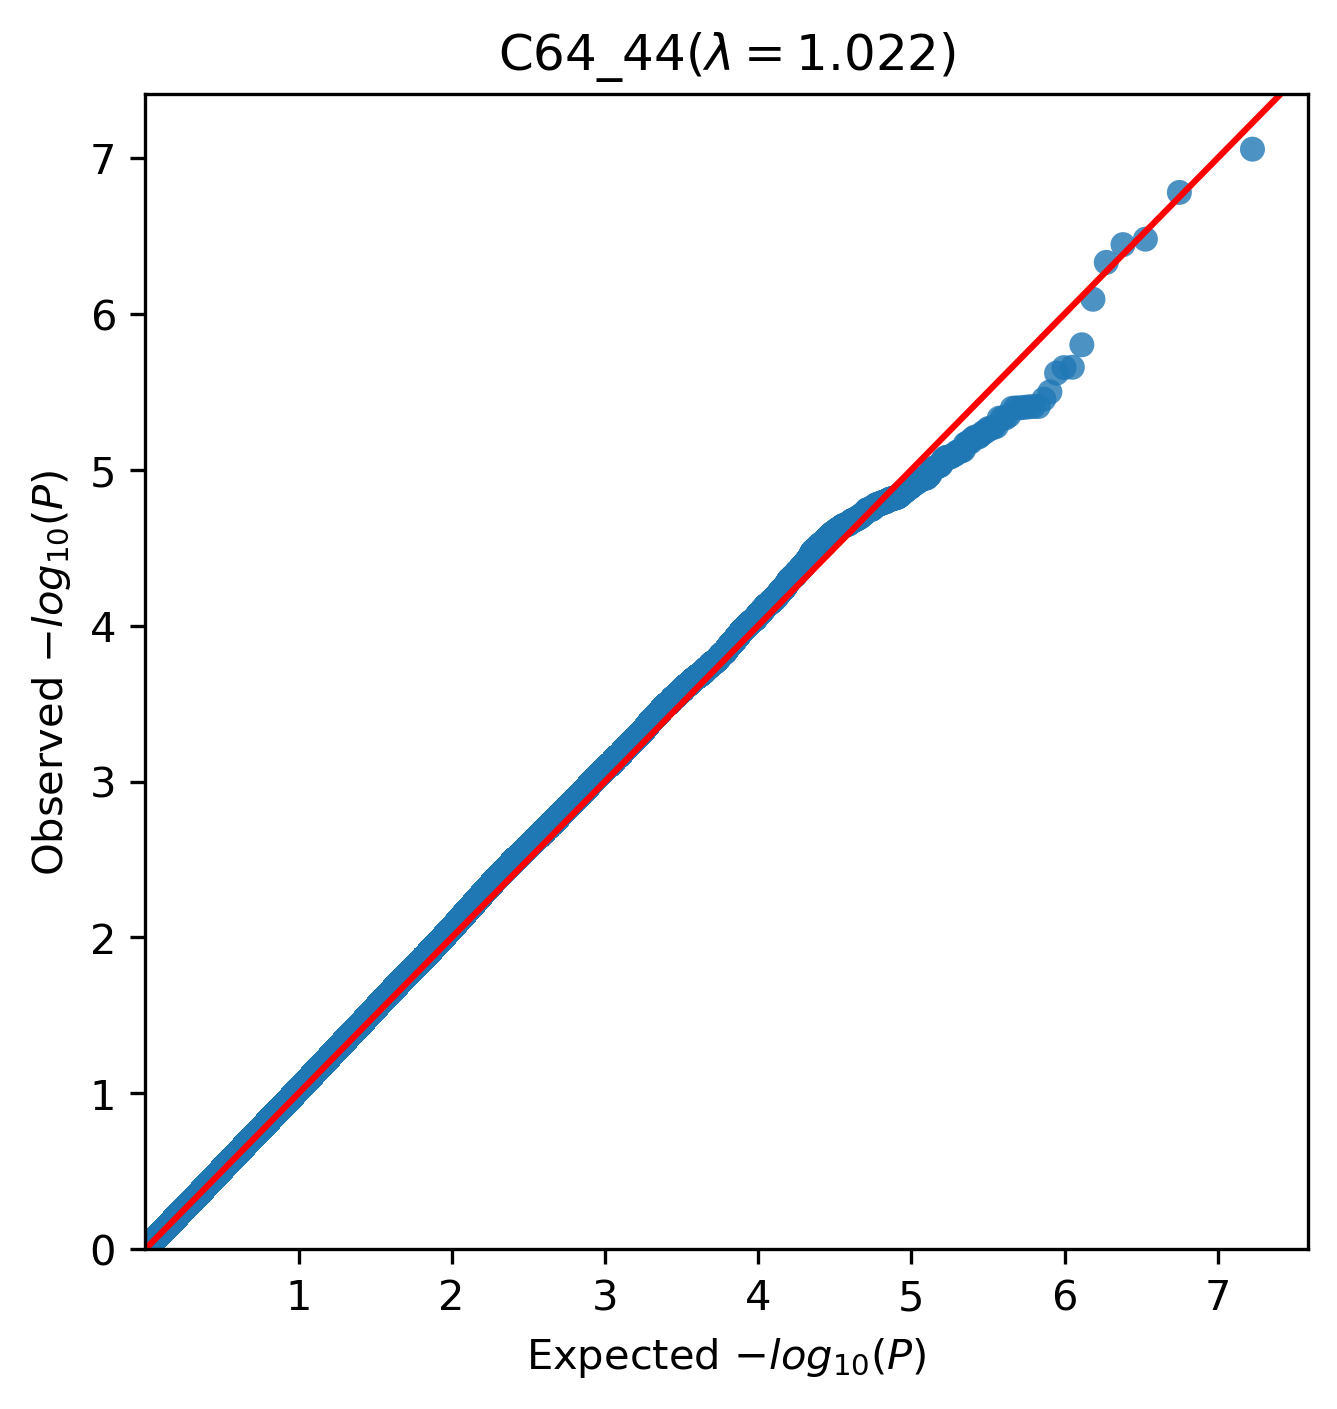 C64_44(λ = 1.022)
Observed −log₁₀(P)
7
6
5
4
3
2
1
0
1 2 3 4 5 6 7
Expected −log₁₀(P)